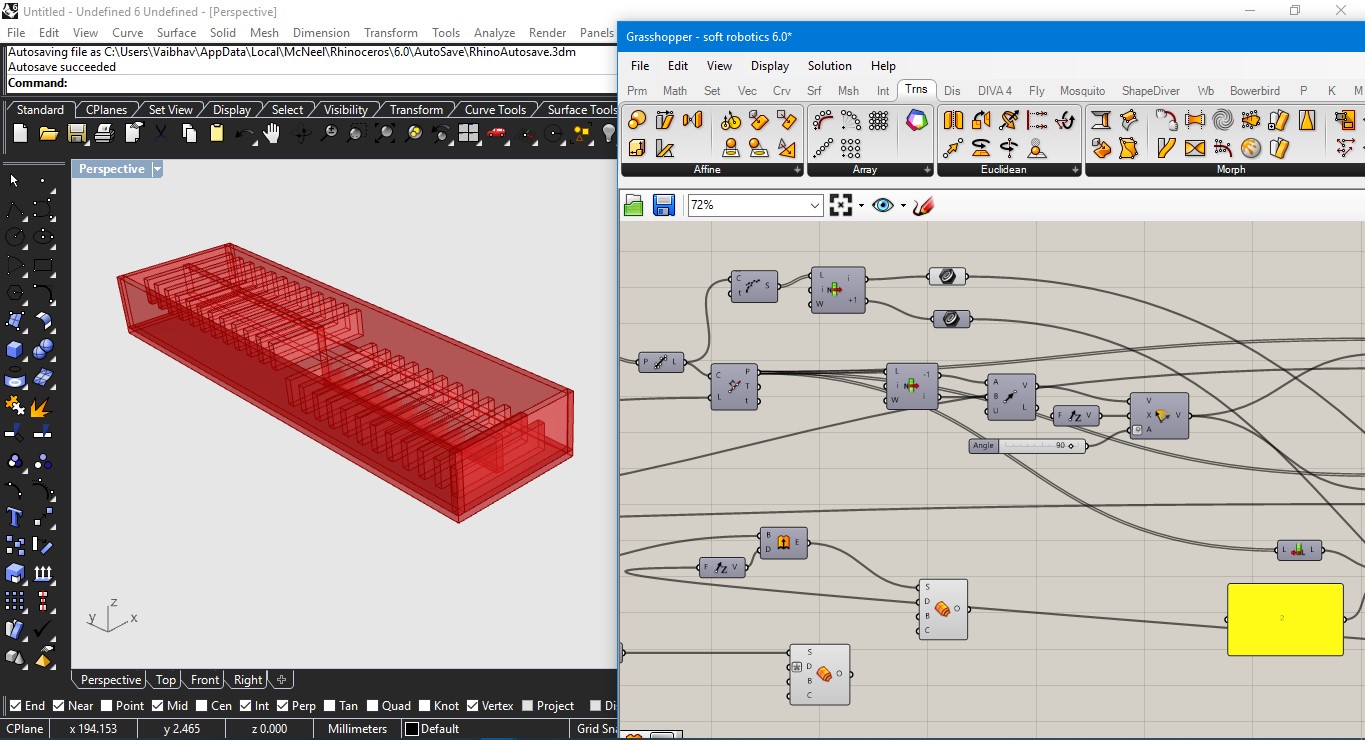 Untitled - Undefined 6 Undefined - [Perspective]
File Edit View Curve Surface Solid Mesh Dimension Transform Tools Analyze Render Panels
Autosaving file as C:\Users\Vaibhav\AppData\Local\McNeel\Rhinoceros\6.0\AutoSave\RhinoAutosave.3dm
Autosave succeeded
Command:
Standard CPlanes Set View Display Select Visibility Transform Curve Tools Surface Tools
Perspective
z
y x
Perspective Top Front Right
End Near Point Mid Cen Int Perp Tan Quad Knot Vertex Project
CPlane x 194.153 y 2.465 z 0.000 Millimeters Default Grid Sna
Grasshopper - soft robotics 6.0*
File Edit View Display Solution Help
Prm Math Set Vec Crv Srf Msh Int Trns Dis DIVA 4 Fly Mosquito ShapeDiver Wb Bowerbird P K M
Affine Array Euclidean Morph
72%
C
t
S
L
i
W
N
i
+1
P L
C
L
P
T
t
L
i
W
N
-1
i
A
B
U
V
L
F Z V
V
X
A
V
Angle 90
B
D
E
F Z V
S
D
B
C
O
L L
2
S
D
B
C
O